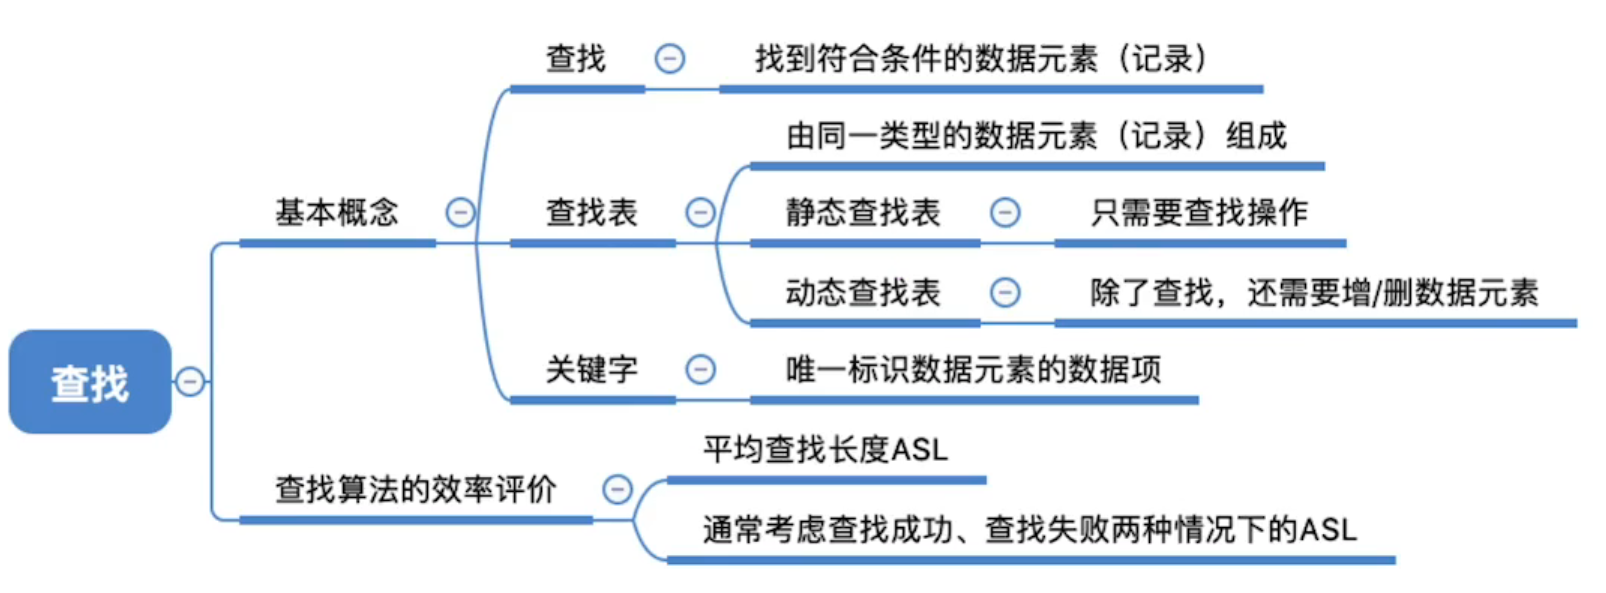 查找
基本概念
查找
找到符合条件的数据元素（记录）
查找表
由同一类型的数据元素（记录）组成
静态查找表
只需要查找操作
动态查找表
除了查找，还需要增/删数据元素
关键字
唯一标识数据元素的数据项
查找算法的效率评价
平均查找长度ASL
通常考虑查找成功、查找失败两种情况下的ASL